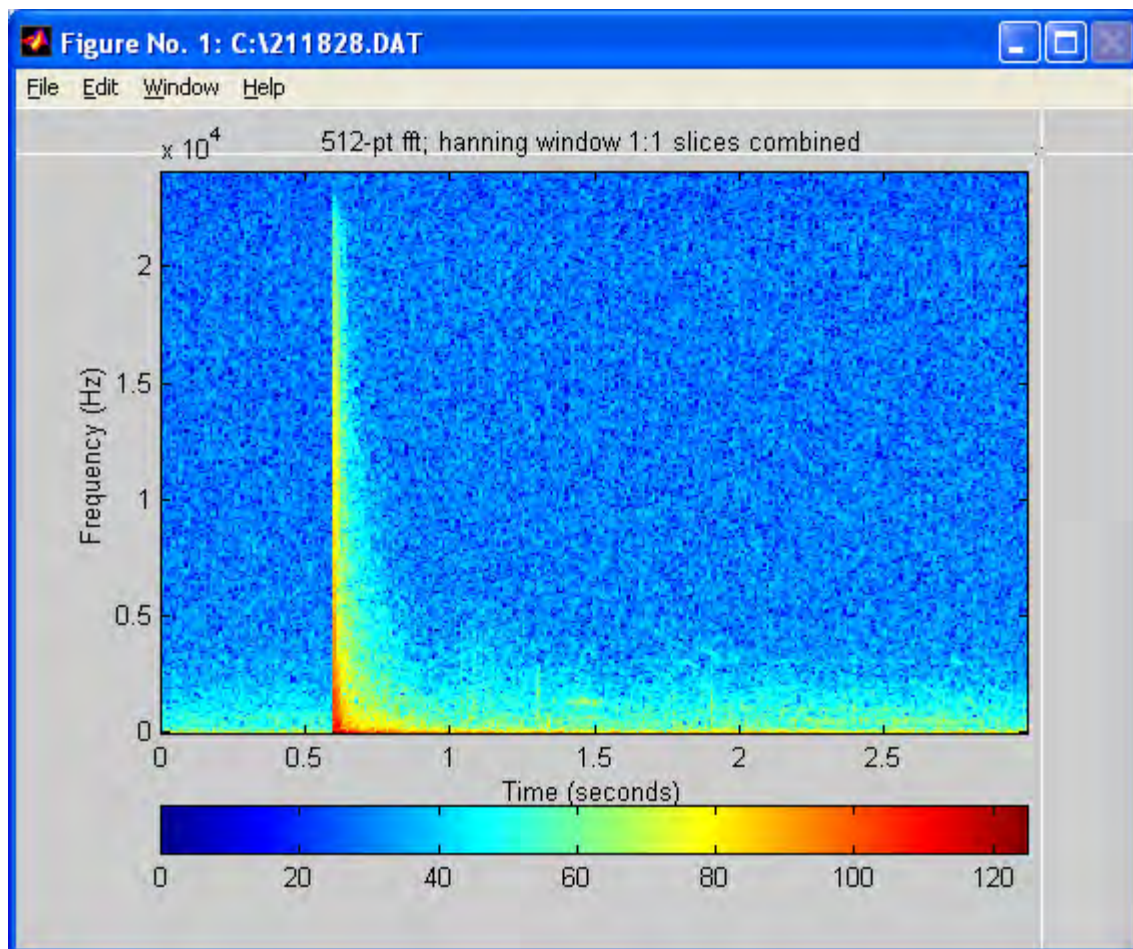 Figure No. 1: C:\211828.DAT
File Edit Window Help
x 10^4
512-pt fft; hanning window 1:1 slices combined
2
1.5
1
0.5
0
Frequency (Hz)
0 0.5 1 1.5 2 2.5
Time (seconds)
0 20 40 60 80 100 120